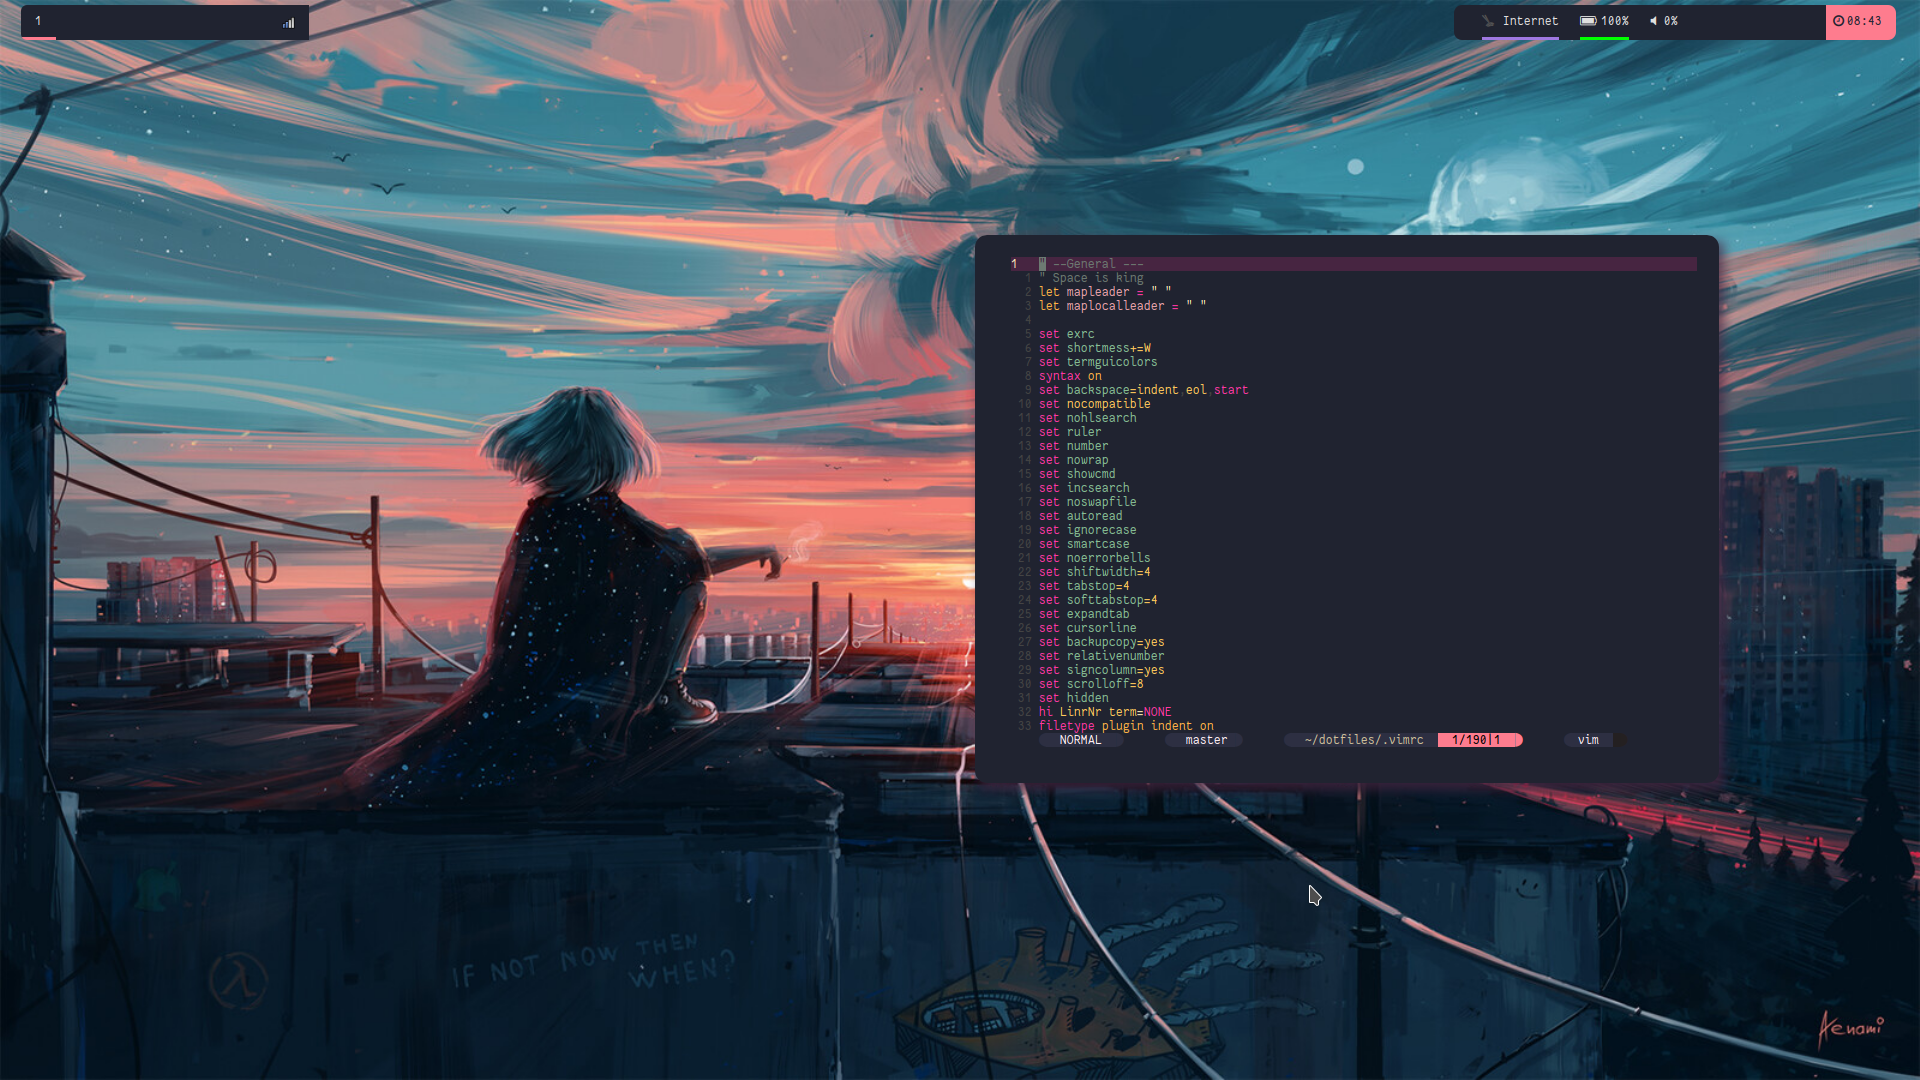 1
Internet 100% 0% 08:43
1 " --General ---
1 " Space is king
2 let mapleader = " "
3 let maplocalleader = " "
4
5 set exrc
6 set shortmess+=W
7 set termguicolors
8 syntax on
9 set backspace=indent,eol,start
10 set nocompatible
11 set nohlsearch
12 set ruler
13 set number
14 set nowrap
15 set showcmd
16 set incsearch
17 set noswapfile
18 set autoread
19 set ignorecase
20 set smartcase
21 set noerrorbells
22 set shiftwidth=4
23 set tabstop=4
24 set softtabstop=4
25 set expandtab
26 set cursorline
27 set backupcopy=yes
28 set relativenumber
29 set signcolumn=yes
30 set scrolloff=8
31 set hidden
32 hi LinrNr term=NONE
33 filetype plugin indent on
NORMAL master ~/dotfiles/.vimrc 1/190|1 vim
IF NOT NOW THEN
WHEN?
Aenami